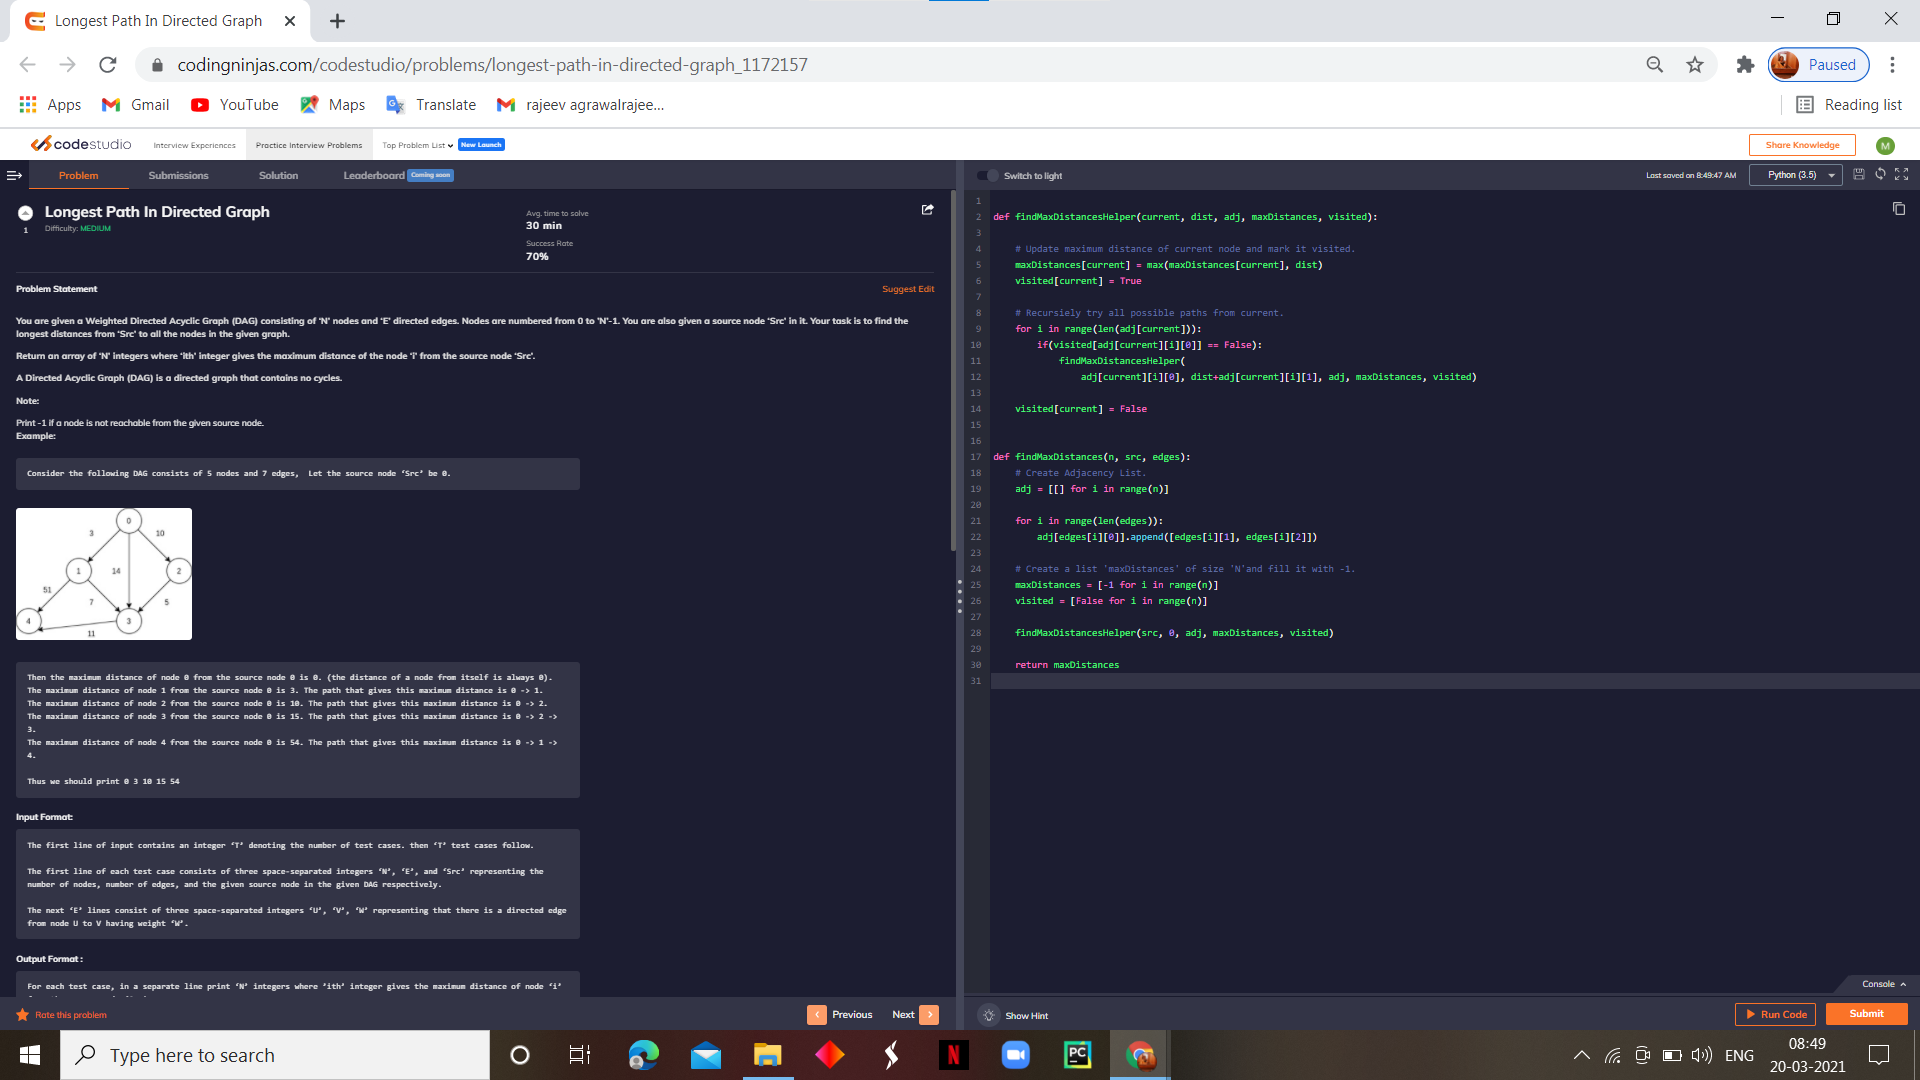 Longest Path In Directed Graph
codingninjas.com/codestudio/problems/longest-path-in-directed-graph_1172157
Paused
Apps
Gmail
YouTube
Maps
Translate
rajeev agrawalrajee...
Reading list
codestudio
Interview Experiences
Practice Interview Problems
Top Problem List
New Launch
Share Knowledge
M
Problem
Submissions
Solution
Leaderboard Coming soon
Longest Path In Directed Graph
Difficulty: MEDIUM
1
Avg. time to solve
30 min
Success Rate
70%
Problem Statement
Suggest Edit
You are given a Weighted Directed Acyclic Graph (DAG) consisting of 'N' nodes and 'E' directed edges. Nodes are numbered from 0 to 'N'-1. You are also given a source node 'Src' in it. Your task is to find the
longest distances from 'Src' to all the nodes in the given graph.
Return an array of 'N' integers where 'ith' integer gives the maximum distance of the node 'i' from the source node 'Src'.
A Directed Acyclic Graph (DAG) is a directed graph that contains no cycles.
Note:
Print -1 if a node is not reachable from the given source node.
Example:
Consider the following DAG consists of 5 nodes and 7 edges,  Let the source node 'Src' be 0.
0
3
10
1
14
2
51
7
5
4
3
11
Then the maximum distance of node 0 from the source node 0 is 0. (the distance of a node from itself is always 0).
The maximum distance of node 1 from the source node 0 is 3. The path that gives this maximum distance is 0 -> 1.
The maximum distance of node 2 from the source node 0 is 10. The path that gives this maximum distance is 0 -> 2.
The maximum distance of node 3 from the source node 0 is 15. The path that gives this maximum distance is 0 -> 2 ->
3.
The maximum distance of node 4 from the source node 0 is 54. The path that gives this maximum distance is 0 -> 1 ->
4.
Thus we should print 0 3 10 15 54
Input Format:
The first line of input contains an integer 'T' denoting the number of test cases. then 'T' test cases follow.
The first line of each test case consists of three space-separated integers 'N', 'E', and 'Src' representing the
number of nodes, number of edges, and the given source node in the given DAG respectively.
The next 'E' lines consist of three space-separated integers 'U', 'V', 'W' representing that there is a directed edge
from node U to V having weight 'W'.
Output Format :
For each test case, in a separate line print 'N' integers where 'ith' integer gives the maximum distance of node 'i'
Rate this problem
Previous
Next
Switch to light
Last saved on 8:49:47 AM
Python (3.5)
1
2 def findMaxDistancesHelper(current, dist, adj, maxDistances, visited):
3
4 # Update maximum distance of current node and mark it visited.
5 maxDistances[current] = max(maxDistances[current], dist)
6 visited[current] = True
7
8 # Recursiely try all possible paths from current.
9 for i in range(len(adj[current])):
10 if(visited[adj[current][i][0]] == False):
11 findMaxDistancesHelper(
12 adj[current][i][0], dist+adj[current][i][1], adj, maxDistances, visited)
13
14 visited[current] = False
15
16
17 def findMaxDistances(n, src, edges):
18 # Create Adjacency List.
19 adj = [[] for i in range(n)]
20
21 for i in range(len(edges)):
22 adj[edges[i][0]].append([edges[i][1], edges[i][2]])
23
24 # Create a list 'maxDistances' of size 'N'and fill it with -1.
25 maxDistances = [-1 for i in range(n)]
26 visited = [False for i in range(n)]
27
28 findMaxDistancesHelper(src, 0, adj, maxDistances, visited)
29
30 return maxDistances
31
Console
Show Hint
Run Code
Submit
Type here to search
N
PC
ENG
08:49
20-03-2021